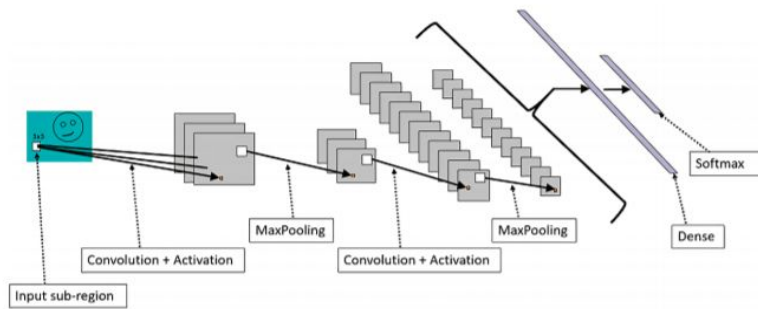 3x3
Softmax
MaxPooling
MaxPooling
Dense
Convolution + Activation
Convolution + Activation
Input sub-region